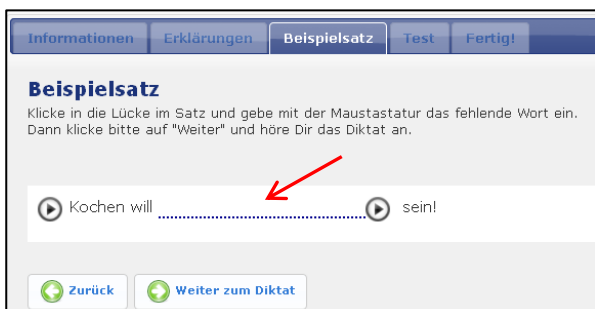 Informationen Erklärungen Beispielsatz Test Fertig!
Beispielsatz
Klicke in die Lücke im Satz und gebe mit der Maustastatur das fehlende Wort ein.
Dann klicke bitte auf "Weiter" und höre Dir das Diktat an.
Kochen will sein!
Zurück Weiter zum Diktat